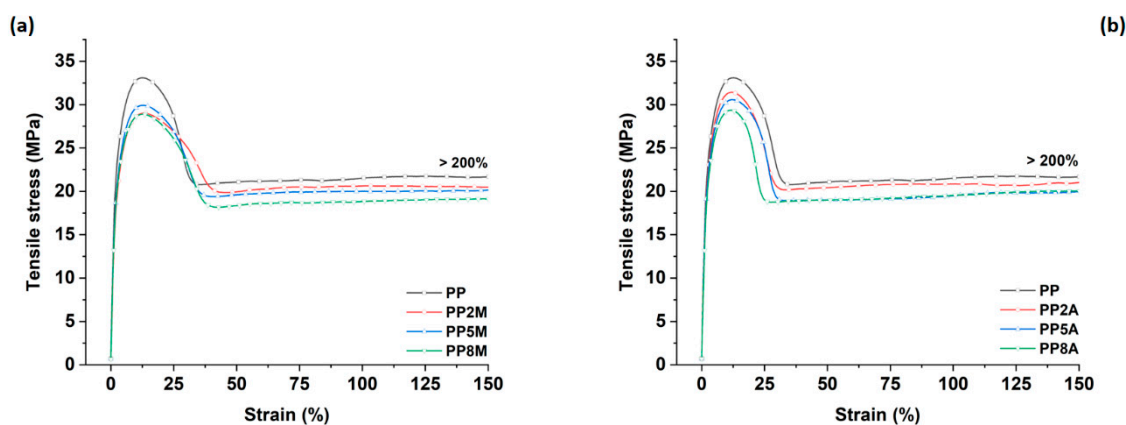 (a)
Tensile stress (MPa)
35
30
25
20
15
10
5
0
> 200%
PP
PP2M
PP5M
PP8M
0 25 50 75 100 125 150
Strain (%)
(b)
Tensile stress (MPa)
35
30
25
20
15
10
5
0
> 200%
PP
PP2A
PP5A
PP8A
0 25 50 75 100 125 150
Strain (%)